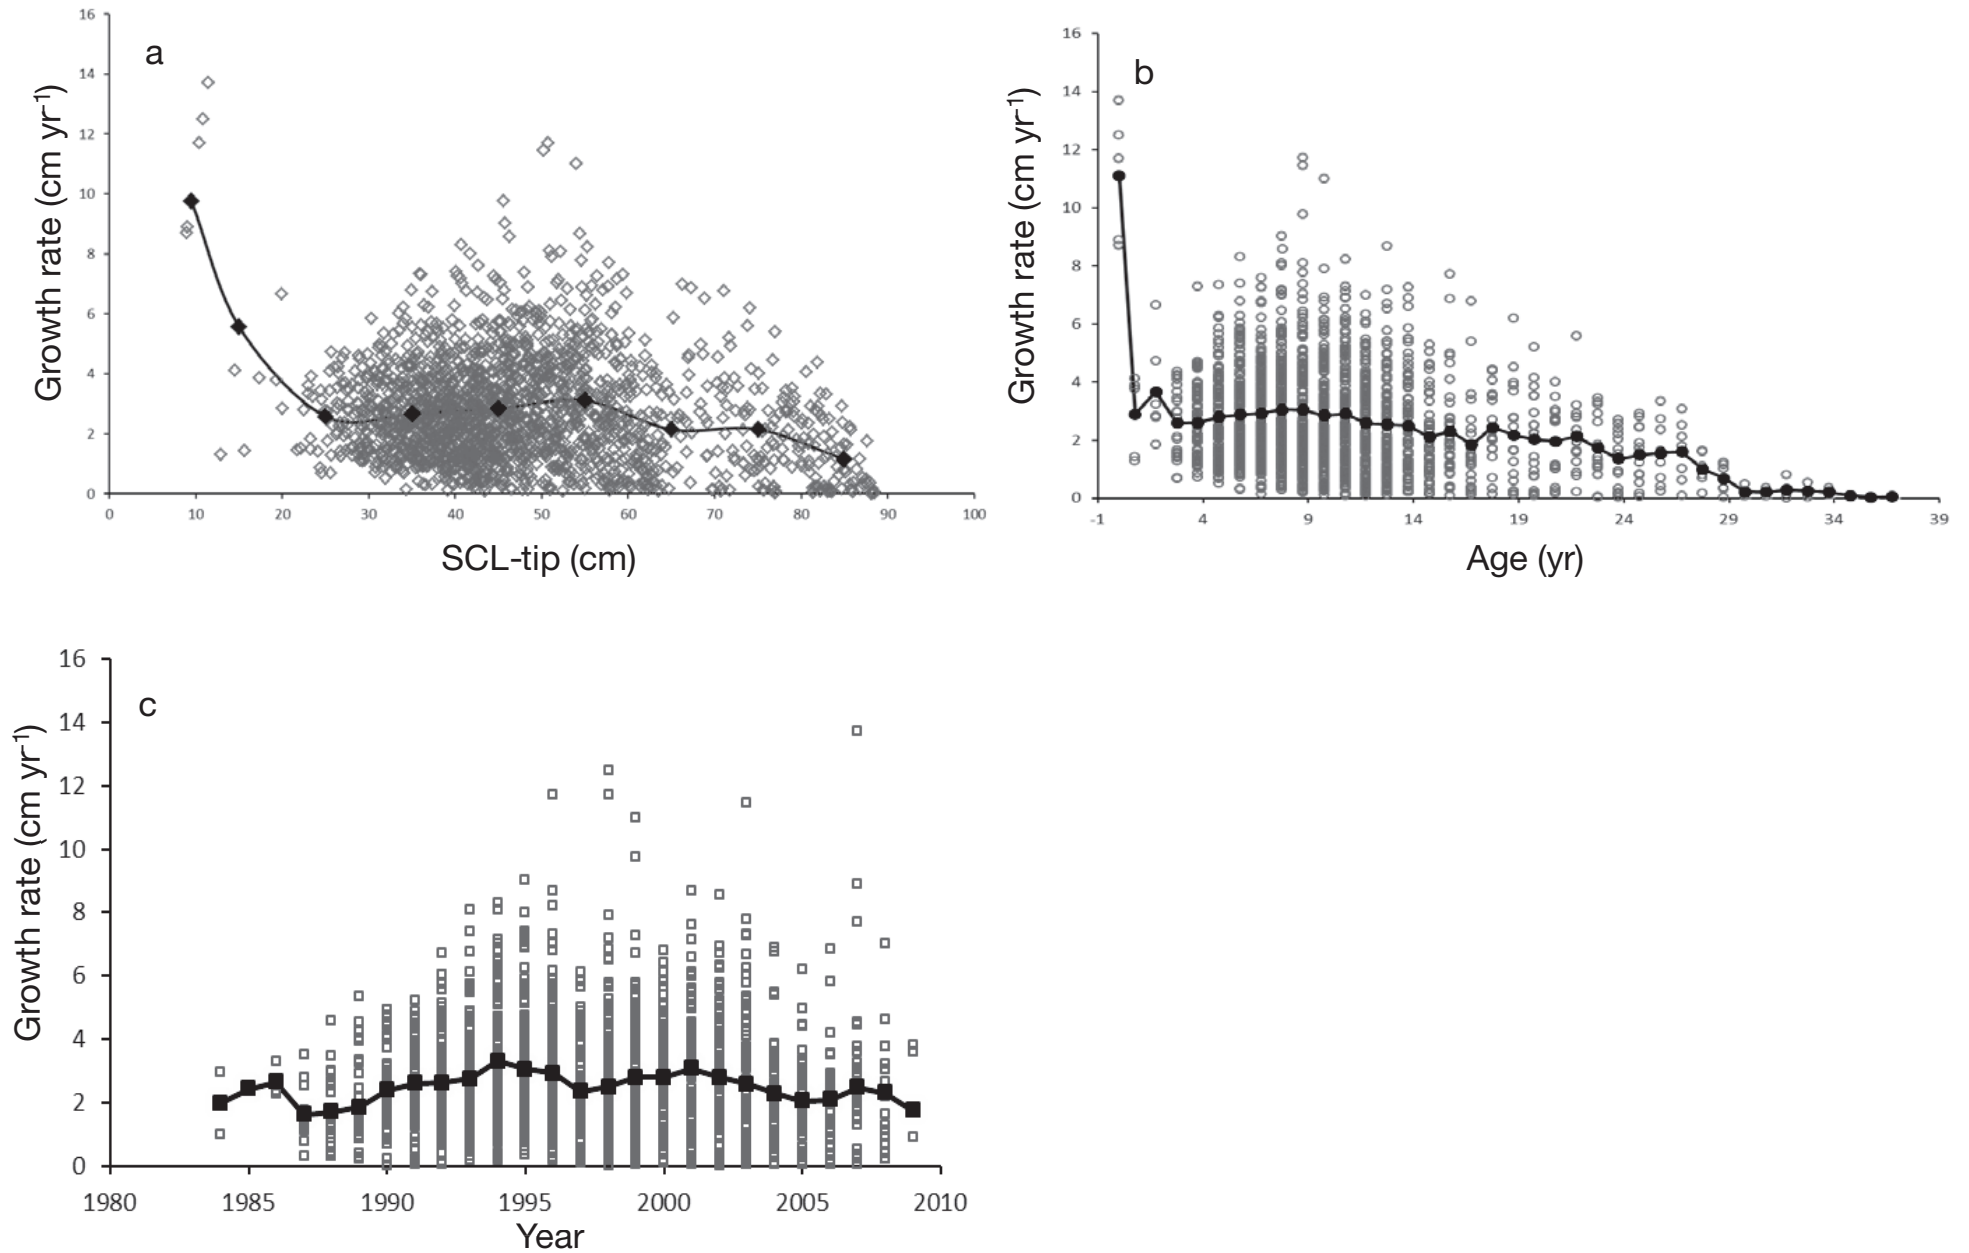 a
Growth rate (cm yr⁻¹)
16
14
12
10
8
6
4
2
0
0 10 20 30 40 50 60 70 80 90 100
SCL-tip (cm)
b
Growth rate (cm yr⁻¹)
16
14
12
10
8
6
4
2
0
-1 4 9 14 19 24 29 34 39
Age (yr)
c
Growth rate (cm yr⁻¹)
16
14
12
10
8
6
4
2
0
1980 1985 1990 1995 2000 2005 2010
Year